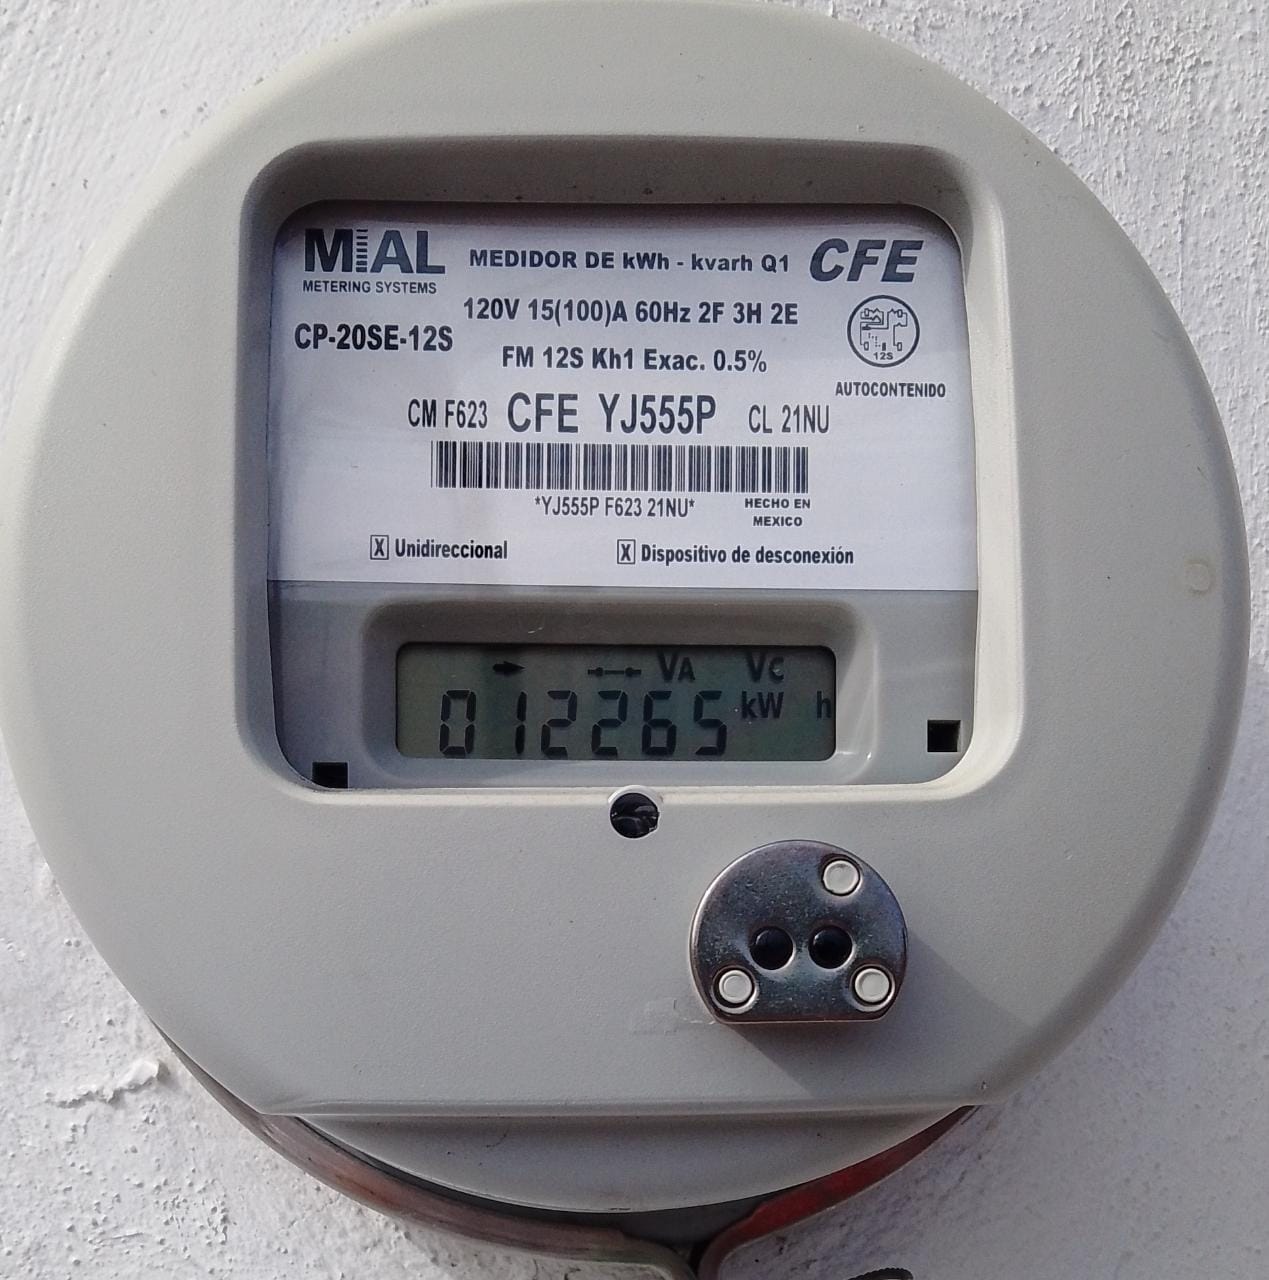 MIAL
METERING SYSTEMS
MEDIDOR DE kWh - kvarh Q1
CFE
120V 15(100)A 60Hz 2F 3H 2E
CP-20SE-12S
FM 12S Kh1 Exac. 0.5%
12S
AUTOCONTENIDO
CM F623 CFE YJ555P CL 21NU
*YJ555P F623 21NU*
HECHO EN
MEXICO
X Unidireccional
X Dispositivo de desconexión
VA VC
012265 kW h